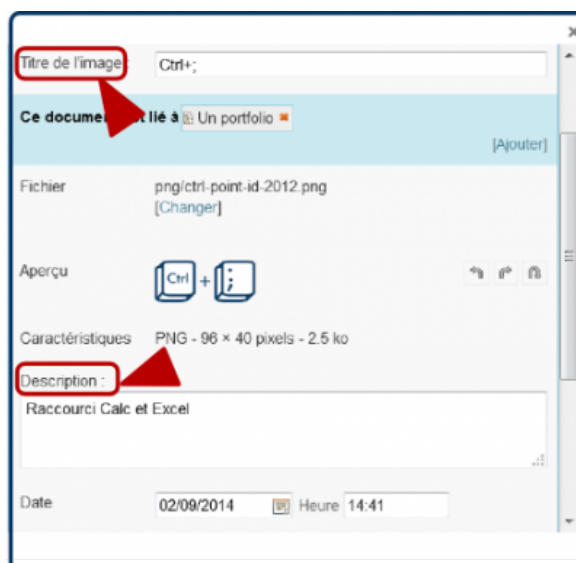 Titre de l'image : Ctrl+;
Ce document lié à Un portfolio
[Ajouter]
Fichier png/ctrl-point-id-2012.png
[Changer]
Aperçu Ctrl + ;
Caractéristiques PNG - 96 × 40 pixels - 2.5 ko
Description :
Raccourci Calc et Excel
Date 02/09/2014 Heure 14:41